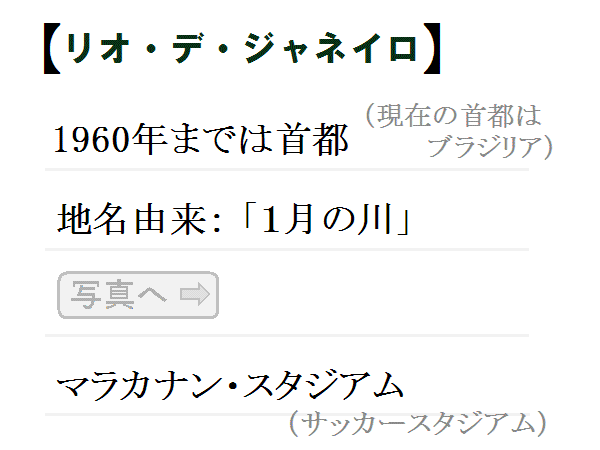 【リオ・デ・ジャネイロ】
1960年までは首都
（現在の首都は
ブラジリア）
地名由来：「１月の川」
写真へ ⇨
マラカナン・スタジアム
（サッカースタジアム）